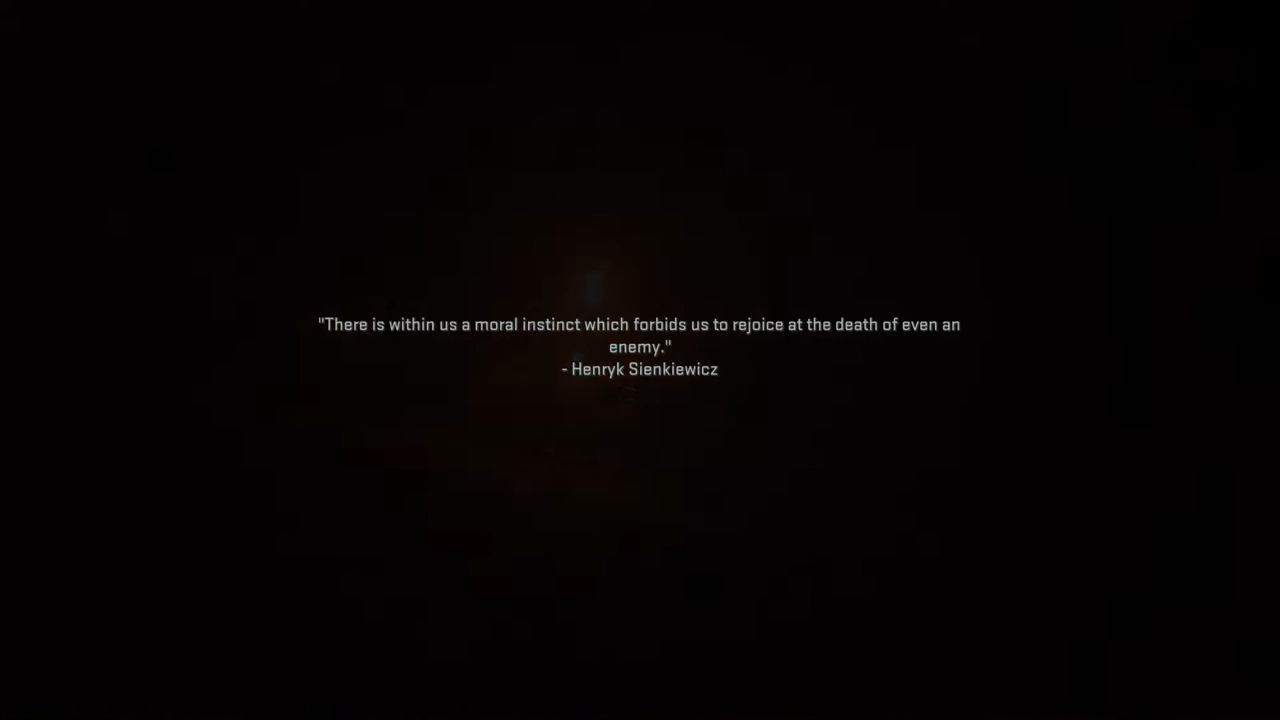 "There is within us a moral instinct which forbids us to rejoice at the death of even an
enemy."
- Henryk Sienkiewicz